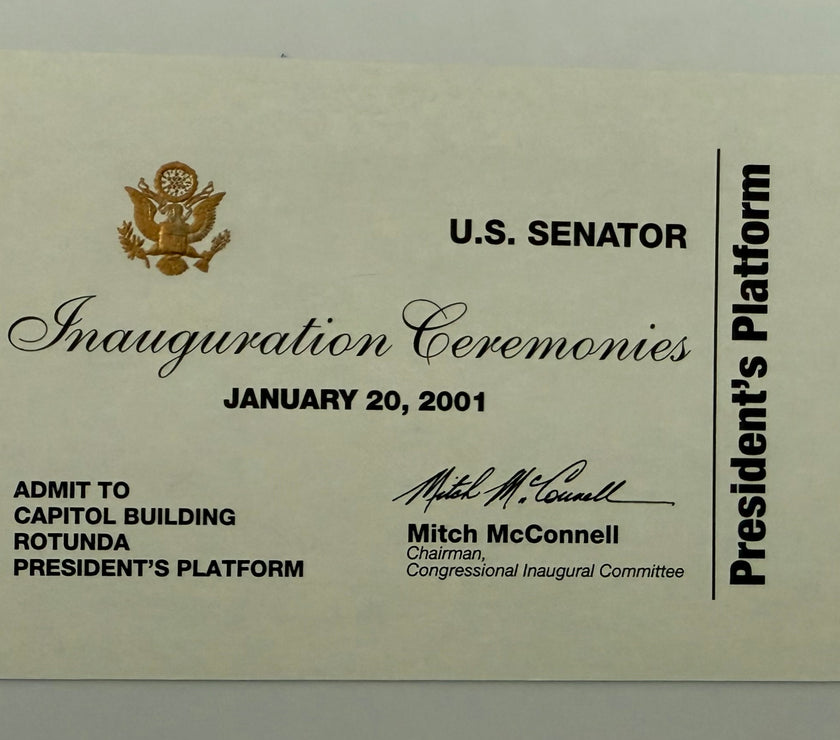 U.S. SENATOR
Inauguration Ceremonies
JANUARY 20, 2001
ADMIT TO
CAPITOL BUILDING
ROTUNDA
PRESIDENT'S PLATFORM
Mitch McConnell
Mitch McConnell
Chairman,
Congressional Inaugural Committee
President's Platform